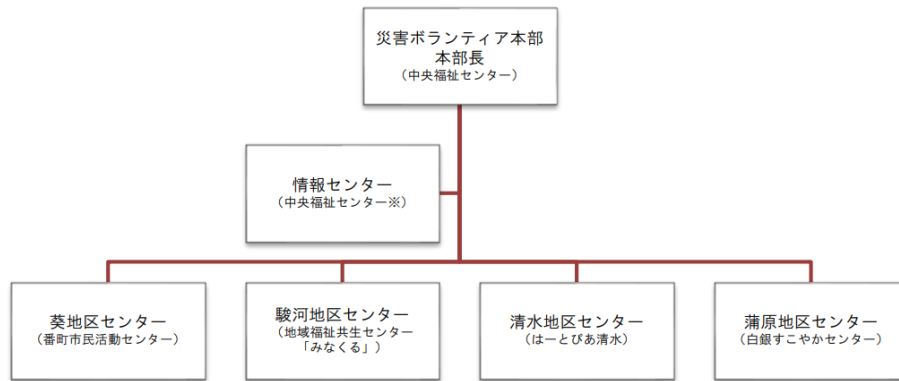 災害ボランティア本部
本部長
（中央福祉センター）
情報センター
（中央福祉センター※）
葵地区センター
（番町市民活動センター）
駿河地区センター
（地域福祉共生センター
「みなくる」）
清水地区センター
（はーとぴあ清水）
蒲原地区センター
（白銀すこやかセンター）